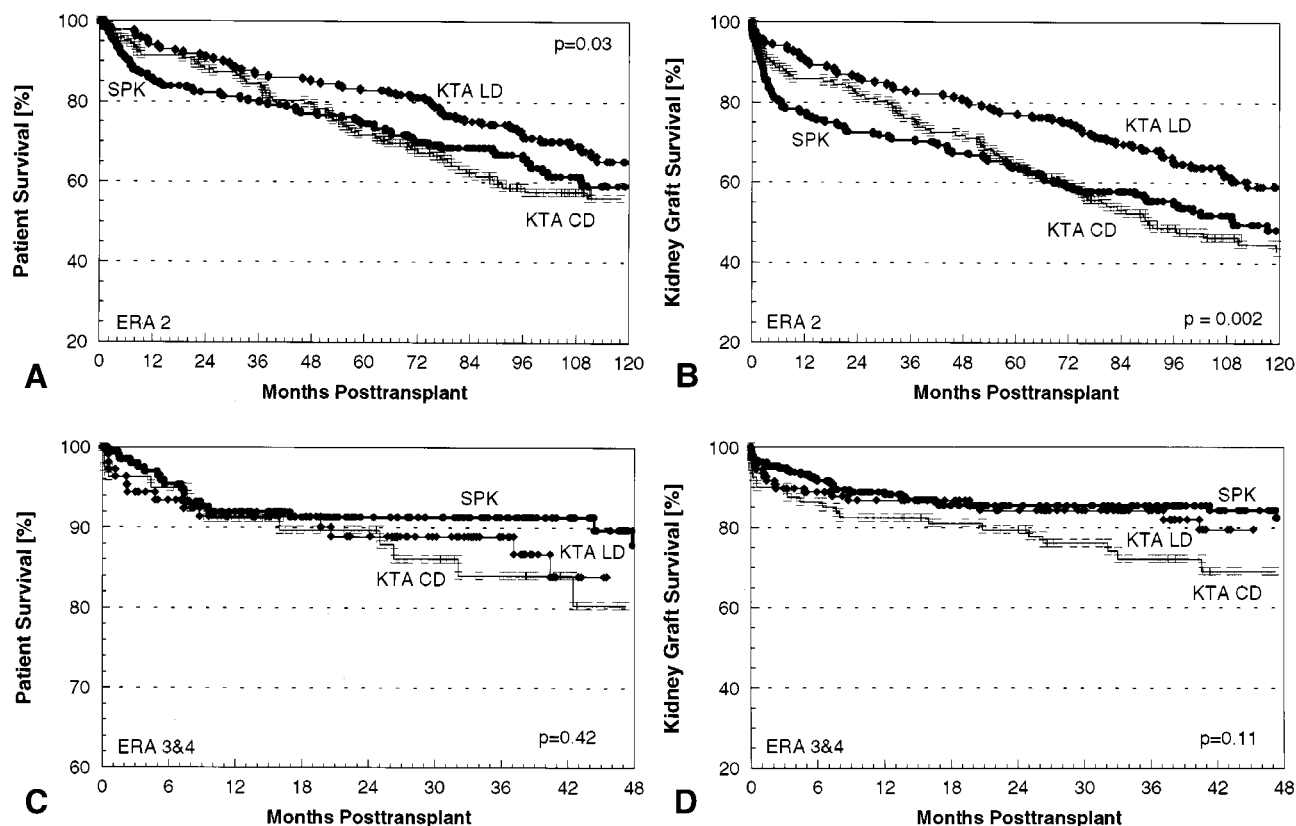 Patient Survival [%]
100
80
60
40
20
p=0.03
SPK
KTA LD
KTA CD
ERA 2
0 12 24 36 48 60 72 84 96 108 120
A
Months Posttransplant
Kidney Graft Survival [%]
100
80
60
40
20
KTA LD
SPK
KTA CD
ERA 2
p = 0.002
0 12 24 36 48 60 72 84 96 108 120
B
Months Posttransplant
Patient Survival [%]
100
90
80
70
60
SPK
KTA LD
KTA CD
ERA 3&4
p=0.42
0 6 12 18 24 30 36 42 48
C
Months Posttransplant
Kidney Graft Survival [%]
100
80
60
40
20
SPK
KTA LD
KTA CD
ERA 3&4
p=0.11
0 6 12 18 24 30 36 42 48
D
Months Posttransplant